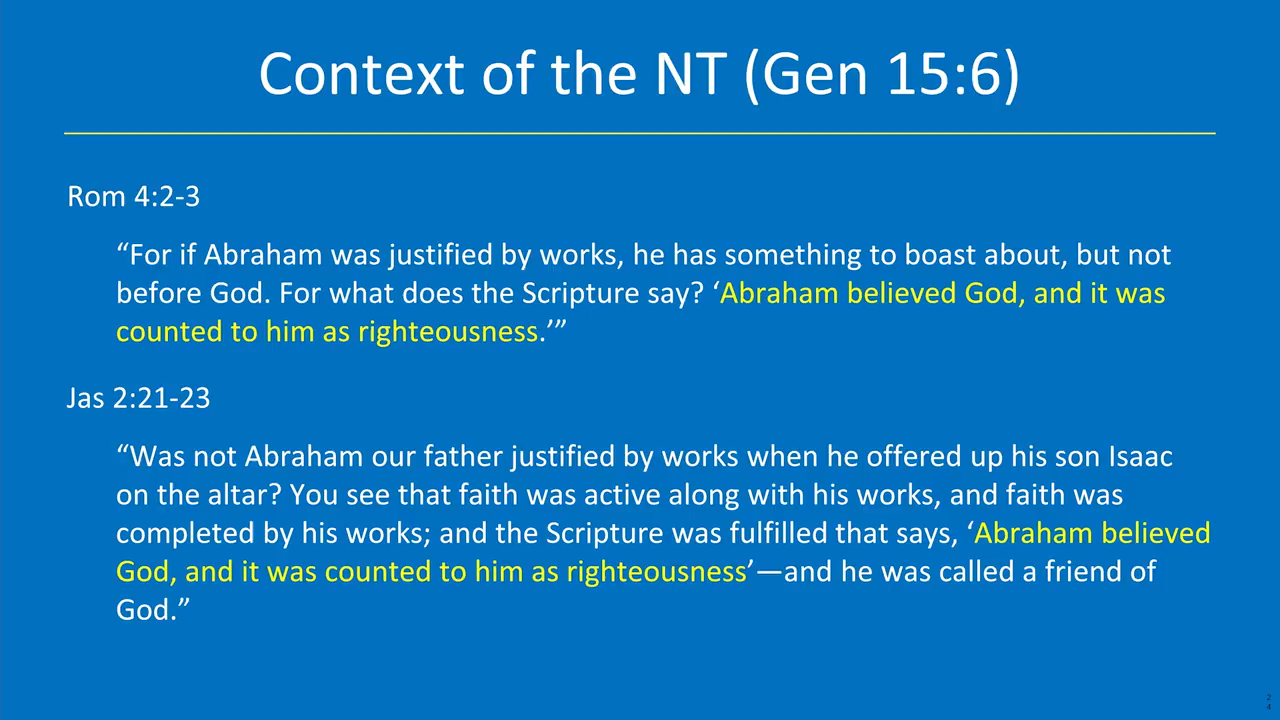 Context of the NT (Gen 15:6)
Rom 4:2-3
“For if Abraham was justified by works, he has something to boast about, but not
before God. For what does the Scripture say? ‘Abraham believed God, and it was
counted to him as righteousness.’”
Jas 2:21-23
“Was not Abraham our father justified by works when he offered up his son Isaac
on the altar? You see that faith was active along with his works, and faith was
completed by his works; and the Scripture was fulfilled that says, ‘Abraham believed
God, and it was counted to him as righteousness’—and he was called a friend of
God.”
2
4